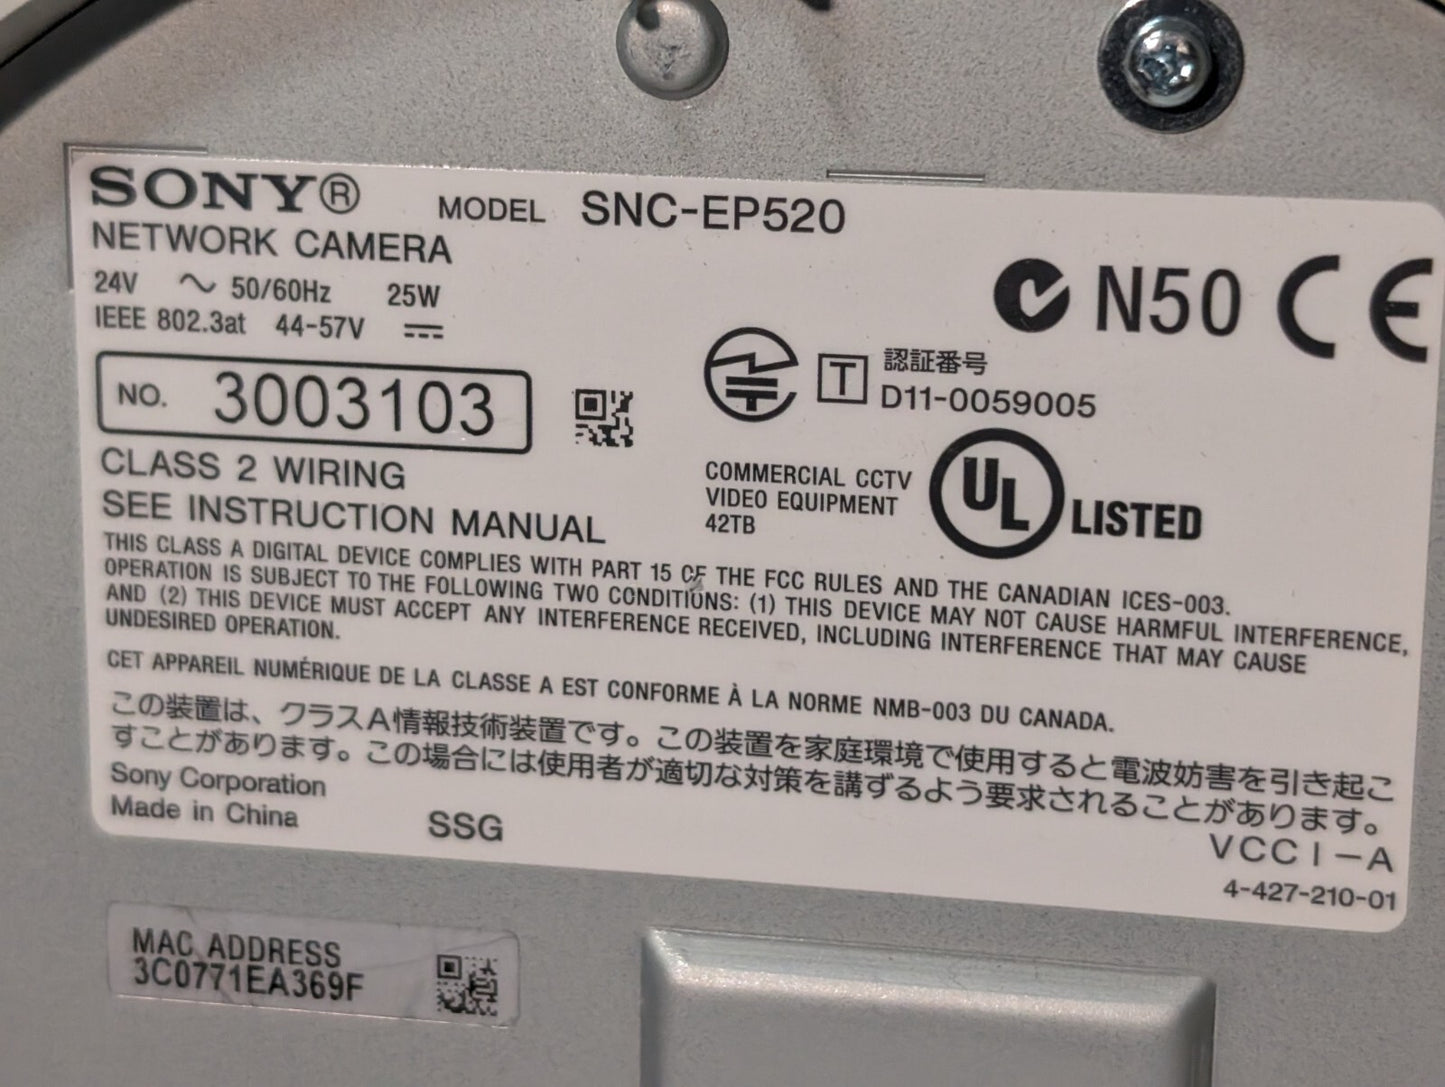 SONY®
MODEL SNC-EP520
NETWORK CAMERA
24V ～ 50/60Hz 25W
IEEE 802.3at 44-57V ⎓
N50 CE
NO. 3003103
T 認証番号
D11-0059005
CLASS 2 WIRING
SEE INSTRUCTION MANUAL
COMMERCIAL CCTV
VIDEO EQUIPMENT
42TB
UL LISTED
THIS CLASS A DIGITAL DEVICE COMPLIES WITH PART 15 OF THE FCC RULES AND THE CANADIAN ICES-003.
OPERATION IS SUBJECT TO THE FOLLOWING TWO CONDITIONS: (1) THIS DEVICE MAY NOT CAUSE HARMFUL INTERFERENCE,
AND (2) THIS DEVICE MUST ACCEPT ANY INTERFERENCE RECEIVED, INCLUDING INTERFERENCE THAT MAY CAUSE
UNDESIRED OPERATION.
CET APPAREIL NUMÉRIQUE DE LA CLASSE A EST CONFORME À LA NORME NMB-003 DU CANADA.
この装置は、クラスA情報技術装置です。この装置を家庭環境で使用すると電波妨害を引き起こ
すことがあります。この場合には使用者が適切な対策を講ずるよう要求されることがあります。
VCCI-A
Sony Corporation
Made in China
SSG
4-427-210-01
MAC ADDRESS
3C0771EA369F